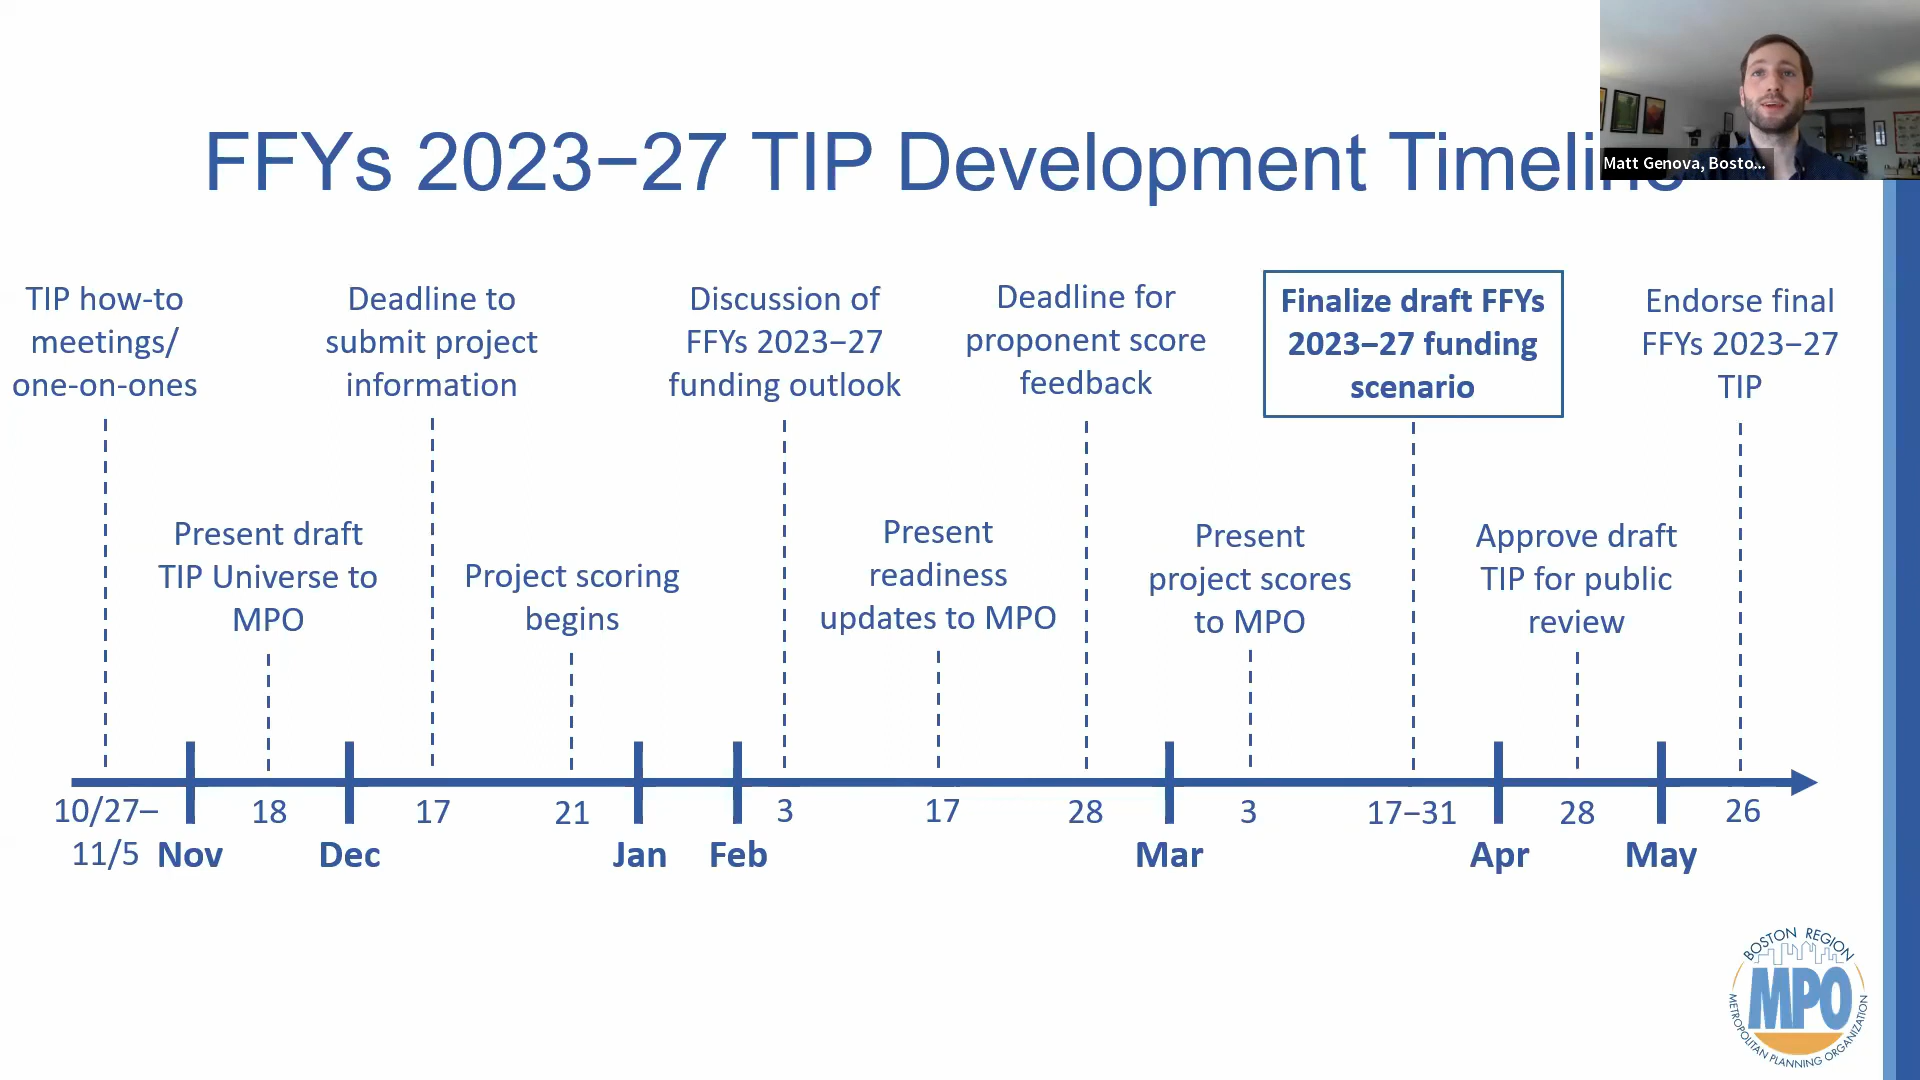 FFYs 2023–27 TIP Development Timeline
Matt Genova, Bosto...
TIP how-to
meetings/
one-on-ones
Deadline to
submit project
information
Discussion of
FFYs 2023–27
funding outlook
Deadline for
proponent score
feedback
Finalize draft FFYs
2023–27 funding
scenario
Endorse final
FFYs 2023–27
TIP
Present draft
TIP Universe to
MPO
Project scoring
begins
Present
readiness
updates to MPO
Present
project scores
to MPO
Approve draft
TIP for public
review
10/27–
11/5
Nov
18
Dec
17
21
Jan
Feb
3
17
28
Mar
3
17–31
Apr
28
May
26
BOSTON REGION
MPO
METROPOLITAN PLANNING ORGANIZATION